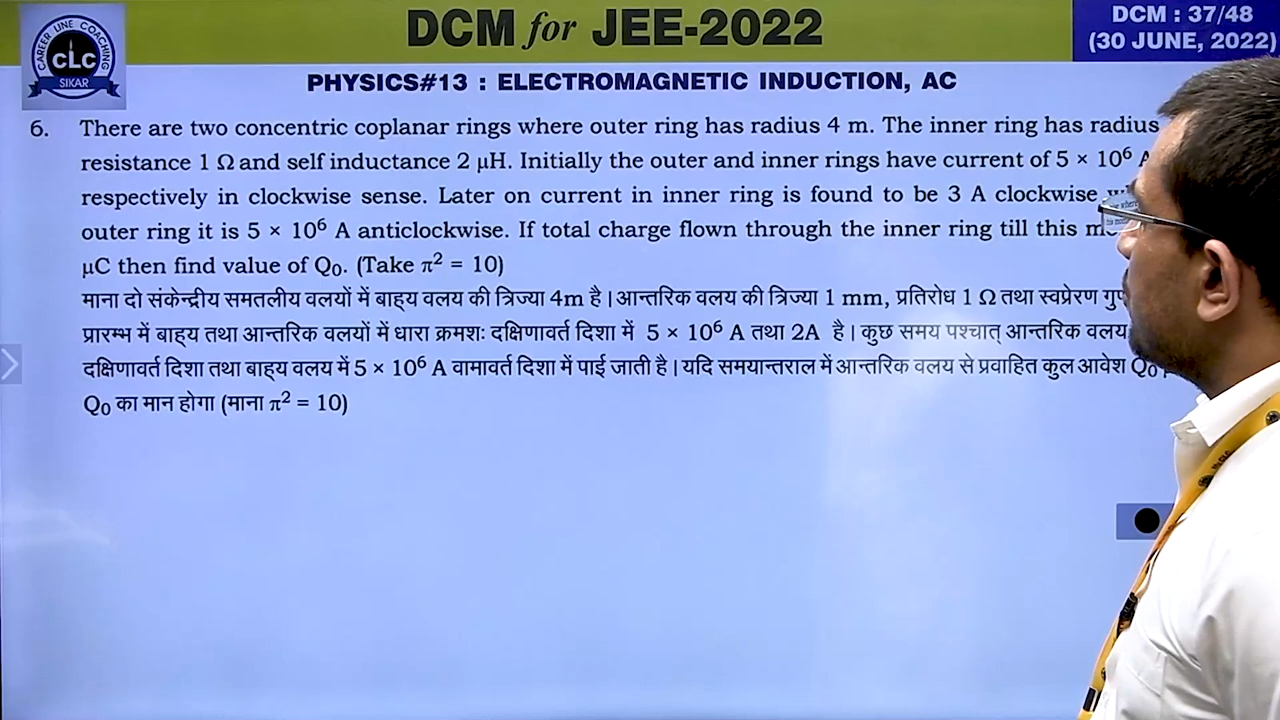 DCM for JEE-2022
DCM : 37/48
(30 JUNE, 2022)
CAREER LINE COACHING
CLC
SIKAR
PHYSICS#13 : ELECTROMAGNETIC INDUCTION, AC
6. There are two concentric coplanar rings where outer ring has radius 4 m. The inner ring has radius
resistance 1 Ω and self inductance 2 μH. Initially the outer and inner rings have current of 5 × 10⁶
respectively in clockwise sense. Later on current in inner ring is found to be 3 A clockwise
outer ring it is 5 × 10⁶ A anticlockwise. If total charge flown through the inner ring till this
μC then find value of Q₀. (Take π² = 10)
माना दो संकेन्द्रीय समतलीय वलयों में बाह्य वलय की त्रिज्या 4m है। आन्तरिक वलय की त्रिज्या 1 mm, प्रतिरोध 1 Ω तथा स्वप्रेरण
प्रारम्भ में बाह्य तथा आन्तरिक वलयों में धारा क्रमशः दक्षिणावर्त दिशा में 5 × 10⁶ A तथा 2A है। कुछ समय पश्चात् आन्तरिक वलय
दक्षिणावर्त दिशा तथा बाह्य वलय में 5 × 10⁶ A वामावर्त दिशा में पाई जाती है। यदि समयान्तराल में आन्तरिक वलय से प्रवाहित कुल आवेश Q₀
Q₀ का मान होगा (माना π² = 10)